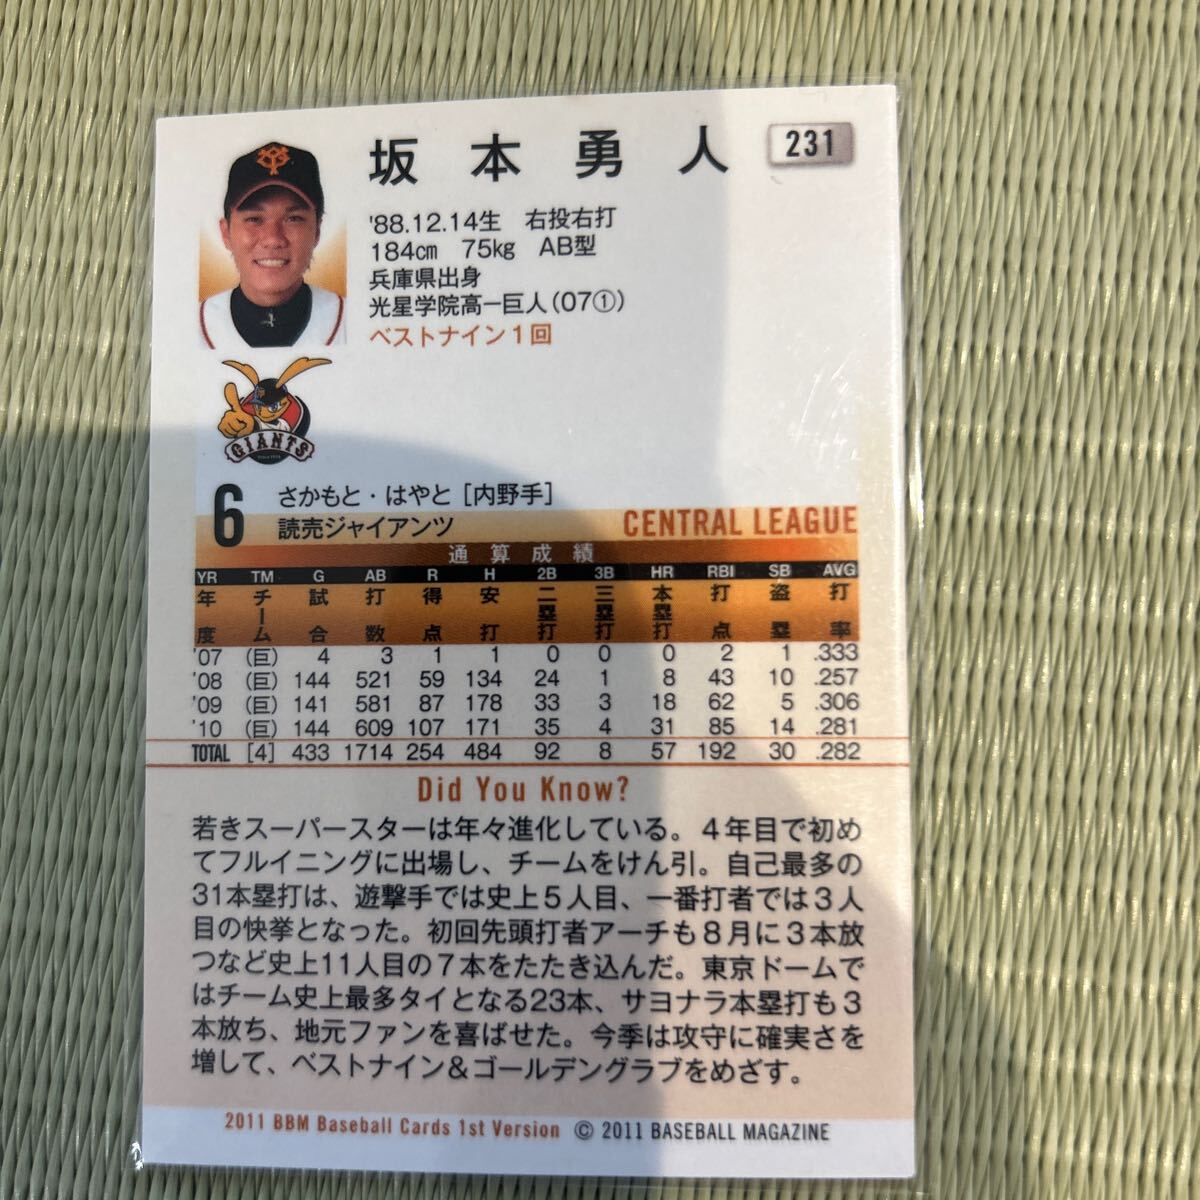 坂本勇人 231
'88.12.14生 右投右打
184cm 75kg AB型
兵庫県出身
光星学院高ー巨人(07①)
ベストナイン1回
GIANTS
6 さかもと・はやと [内野手]
読売ジャイアンツ CENTRAL LEAGUE
通算成績
YR TM G AB R H 2B 3B HR RBI SB AVG
年度 チーム 試合 打数 得点 安打 二塁打 三塁打 本塁打 打点 盗塁 打率
'07 (巨) 4 3 1 1 0 0 0 2 1 .333
'08 (巨) 144 521 59 134 24 1 8 43 10 .257
'09 (巨) 141 581 87 178 33 3 18 62 5 .306
'10 (巨) 144 609 107 171 35 4 31 85 14 .281
TOTAL [4] 433 1714 254 484 92 8 57 192 30 .282
Did You Know?
若きスーパースターは年々進化している。4年目で初め
てフルイニングに出場し、チームをけん引。自己最多の
31本塁打は、遊撃手では史上5人目、一番打者では3人
目の快挙となった。初回先頭打者アーチも8月に3本放
つなど史上11人目の7本をたたき込んだ。東京ドームで
はチーム史上最多タイとなる23本、サヨナラ本塁打も3
本放ち、地元ファンを喜ばせた。今季は攻守に確実さを
増して、ベストナイン&ゴールデングラブをめざす。
2011 BBM Baseball Cards 1st Version © 2011 BASEBALL MAGAZINE